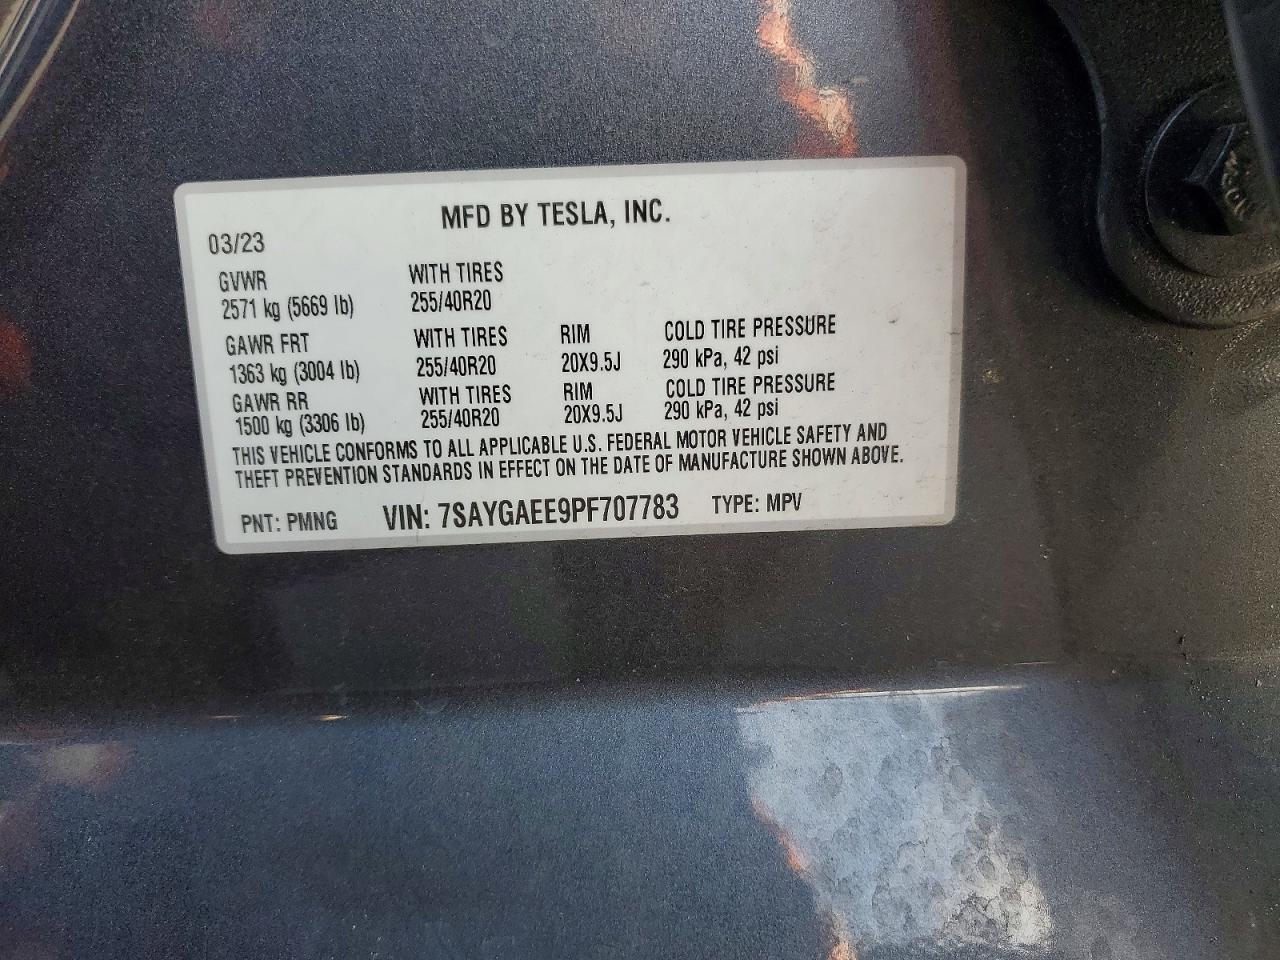 MFD BY TESLA, INC.
03/23
GVWR WITH TIRES
2571 kg (5669 lb) 255/40R20
GAWR FRT WITH TIRES RIM COLD TIRE PRESSURE
1363 kg (3004 lb) 255/40R20 20X9.5J 290 kPa, 42 psi
GAWR RR WITH TIRES RIM COLD TIRE PRESSURE
1500 kg (3306 lb) 255/40R20 20X9.5J 290 kPa, 42 psi
THIS VEHICLE CONFORMS TO ALL APPLICABLE U.S. FEDERAL MOTOR VEHICLE SAFETY AND
THEFT PREVENTION STANDARDS IN EFFECT ON THE DATE OF MANUFACTURE SHOWN ABOVE.
PNT: PMNG VIN: 7SAYGAEE9PF707783 TYPE: MPV